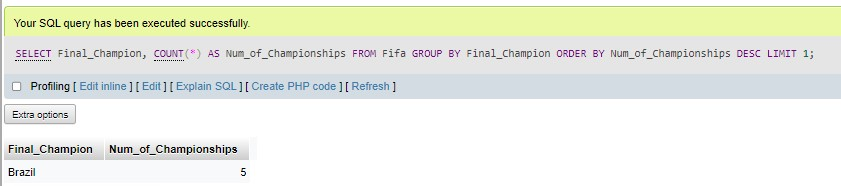 Your SQL query has been executed successfully.
SELECT Final_Champion, COUNT(*) AS Num_of_Championships FROM Fifa GROUP BY Final_Champion ORDER BY Num_of_Championships DESC LIMIT 1;
Profiling [ Edit inline ] [ Edit ] [ Explain SQL ] [ Create PHP code ] [ Refresh ]
Extra options
Final_Champion Num_of_Championships
Brazil 5